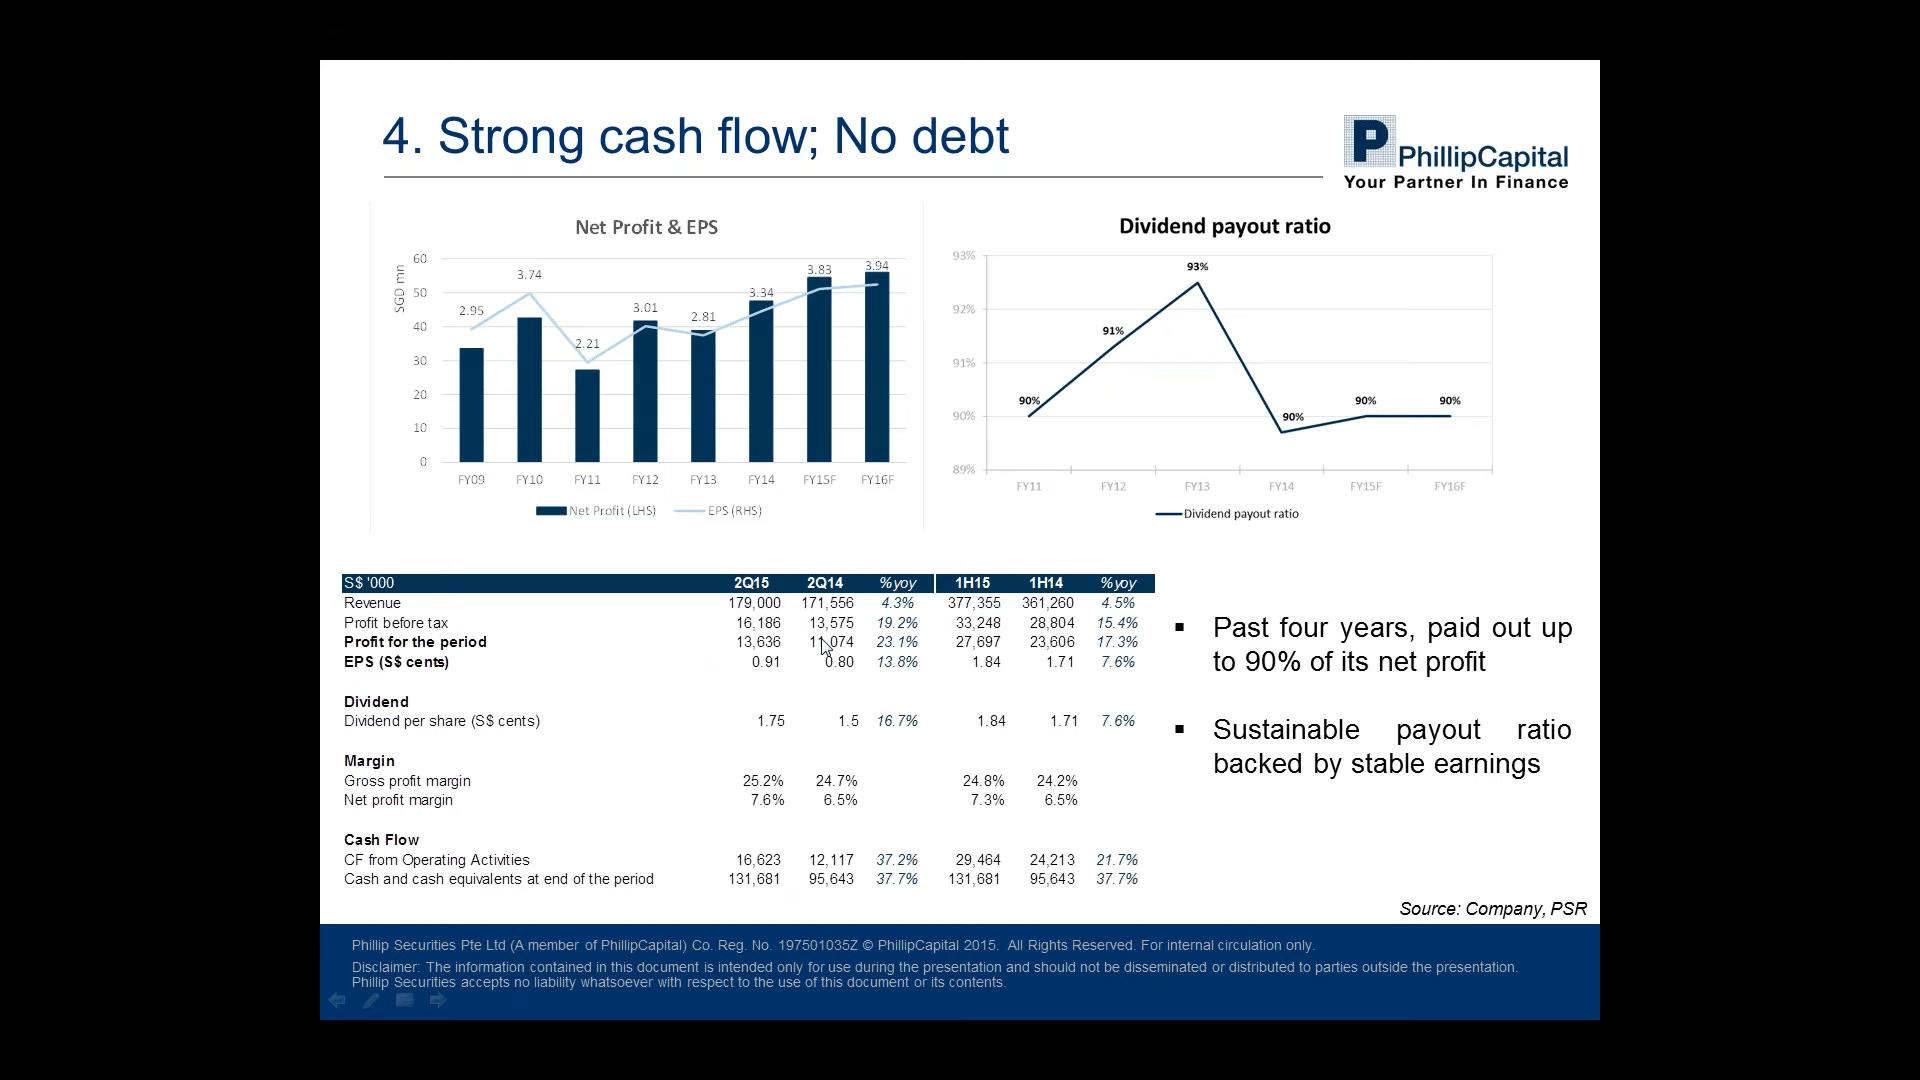 4. Strong cash flow; No debt
P
PhillipCapital
Your Partner In Finance
Net Profit & EPS
SGD mn
60
50
40
30
20
10
0
2.95
3.74
2.21
3.01
2.81
3.34
3.83
3.94
FY09 FY10 FY11 FY12 FY13 FY14 FY15F FY16F
Net Profit (LHS) EPS (RHS)
Dividend payout ratio
93%
92%
91%
90%
89%
90%
91%
93%
90%
90%
90%
FY11 FY12 FY13 FY14 FY15F FY16F
Dividend payout ratio
S$ '000 2Q15 2Q14 %yoy 1H15 1H14 %yoy
Revenue 179,000 171,556 4.3% 377,355 361,260 4.5%
Profit before tax 16,186 13,575 19.2% 33,248 28,804 15.4%
Profit for the period 13,636 11,074 23.1% 27,697 23,606 17.3%
EPS (S$ cents) 0.91 0.80 13.8% 1.84 1.71 7.6%
Dividend
Dividend per share (S$ cents) 1.75 1.5 16.7% 1.84 1.71 7.6%
Margin
Gross profit margin 25.2% 24.7% 24.8% 24.2%
Net profit margin 7.6% 6.5% 7.3% 6.5%
Cash Flow
CF from Operating Activities 16,623 12,117 37.2% 29,464 24,213 21.7%
Cash and cash equivalents at end of the period 131,681 95,643 37.7% 131,681 95,643 37.7%
▪ Past four years, paid out up
to 90% of its net profit
▪ Sustainable payout ratio
backed by stable earnings
Source: Company, PSR
Phillip Securities Pte Ltd (A member of PhillipCapital) Co. Reg. No. 197501035Z © PhillipCapital 2015. All Rights Reserved. For internal circulation only.
Disclaimer: The information contained in this document is intended only for use during the presentation and should not be disseminated or distributed to parties outside the presentation.
Phillip Securities accepts no liability whatsoever with respect to the use of this document or its contents.